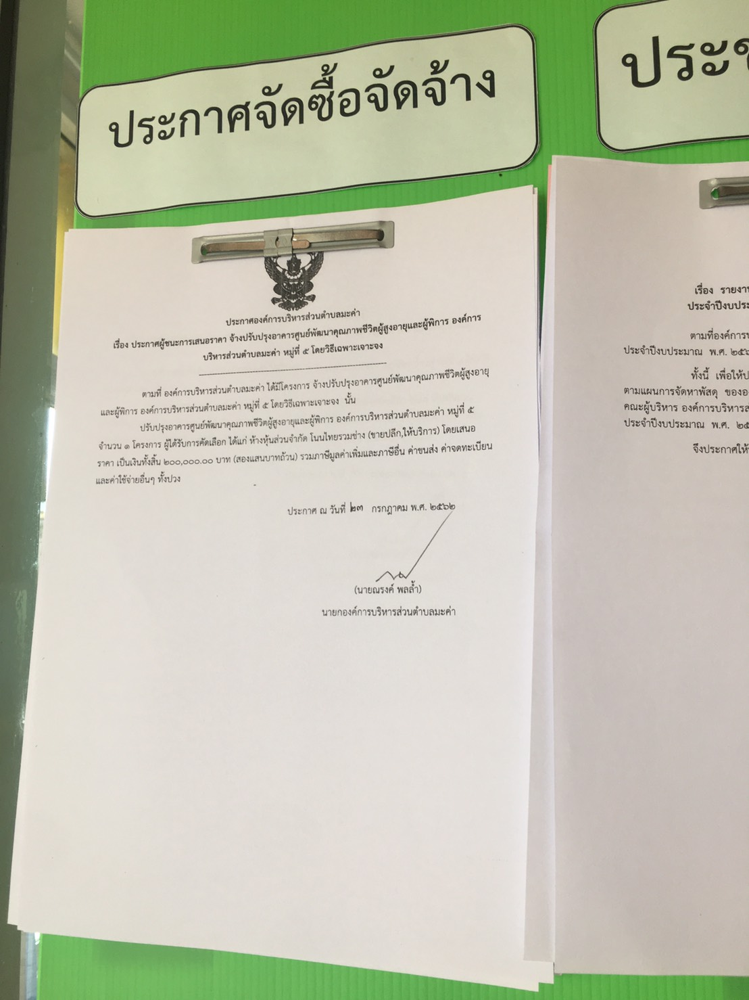 ประกาศจัดซื้อจัดจ้าง
ประกาศองค์การบริหารส่วนตำบลมะค่า
เรื่อง ประกาศผู้ชนะการเสนอราคา จ้างปรับปรุงอาคารศูนย์พัฒนาคุณภาพชีวิตผู้สูงอายุและผู้พิการ องค์การ
บริหารส่วนตำบลมะค่า หมู่ที่ ๕ โดยวิธีเฉพาะเจาะจง
ตามที่ องค์การบริหารส่วนตำบลมะค่า ได้มีโครงการ จ้างปรับปรุงอาคารศูนย์พัฒนาคุณภาพชีวิตผู้สูงอายุ
และผู้พิการ องค์การบริหารส่วนตำบลมะค่า หมู่ที่ ๕ โดยวิธีเฉพาะเจาะจง นั้น
ปรับปรุงอาคารศูนย์พัฒนาคุณภาพชีวิตผู้สูงอายุและผู้พิการ องค์การบริหารส่วนตำบลมะค่า หมู่ที่ ๕
จำนวน ๑ โครงการ ผู้ได้รับการคัดเลือก ได้แก่ ห้างหุ้นส่วนจำกัด โนนไทยรวมช่าง (ขายปลีก,ให้บริการ) โดยเสนอ
ราคา เป็นเงินทั้งสิ้น ๒๐๐,๐๐๐.๐๐ บาท (สองแสนบาทถ้วน) รวมภาษีมูลค่าเพิ่มและภาษีอื่น ค่าขนส่ง ค่าจดทะเบียน
และค่าใช้จ่ายอื่นๆ ทั้งปวง
ประกาศ ณ วันที่ ๒๓ กรกฎาคม พ.ศ. ๒๕๖๒
(นายณรงค์ พลล้ำ)
นายกองค์การบริหารส่วนตำบลมะค่า
เรื่อง รายงาน
ประจำปีงบประ
ตามที่องค์การบ
ประจำปีงบประมาณ พ.ศ. ๒๕๖
ทั้งนี้ เพื่อให้ป
ตามแผนการจัดหาพัสดุ ขององ
คณะผู้บริหาร องค์การบริหารส
ประจำปีงบประมาณ พ.ศ. ๒๕
จึงประกาศให้